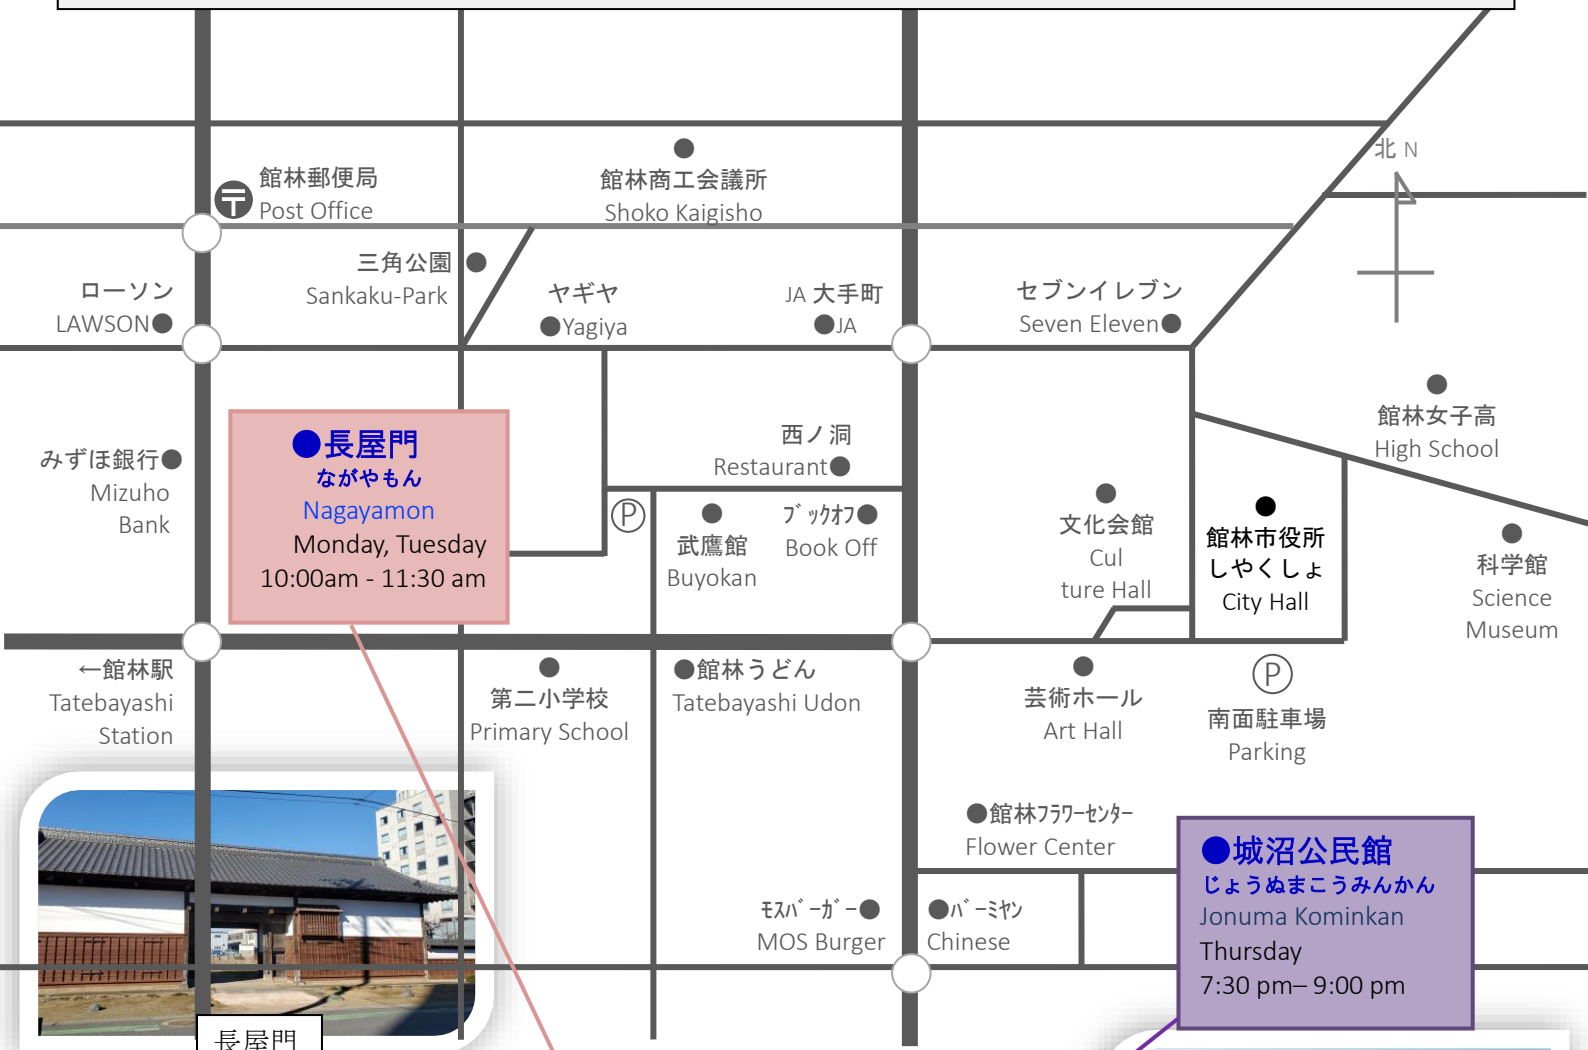 北 N
館林郵便局
Post Office
館林商工会議所
Shoko Kaigisho
三角公園
Sankaku-Park
ローソン
LAWSON
ヤギヤ
Yagiya
JA 大手町
JA
セブンイレブン
Seven Eleven
館林女子高
High School
みずほ銀行
Mizuho
Bank
長屋門
ながやもん
Nagayamon
Monday, Tuesday
10:00am - 11:30 am
西ノ洞
Restaurant
P
武鷹館
Buyokan
ブックオフ
Book Off
文化会館
Cul
ture Hall
館林市役所
しやくしょ
City Hall
科学館
Science
Museum
←館林駅
Tatebayashi
Station
第二小学校
Primary School
館林うどん
Tatebayashi Udon
芸術ホール
Art Hall
P
南面駐車場
Parking
館林フラワーセンター
Flower Center
モスバーガー
MOS Burger
バーミヤン
Chinese
城沼公民館
じょうぬまこうみんかん
Jonuma Kominkan
Thursday
7:30 pm– 9:00 pm
長屋門